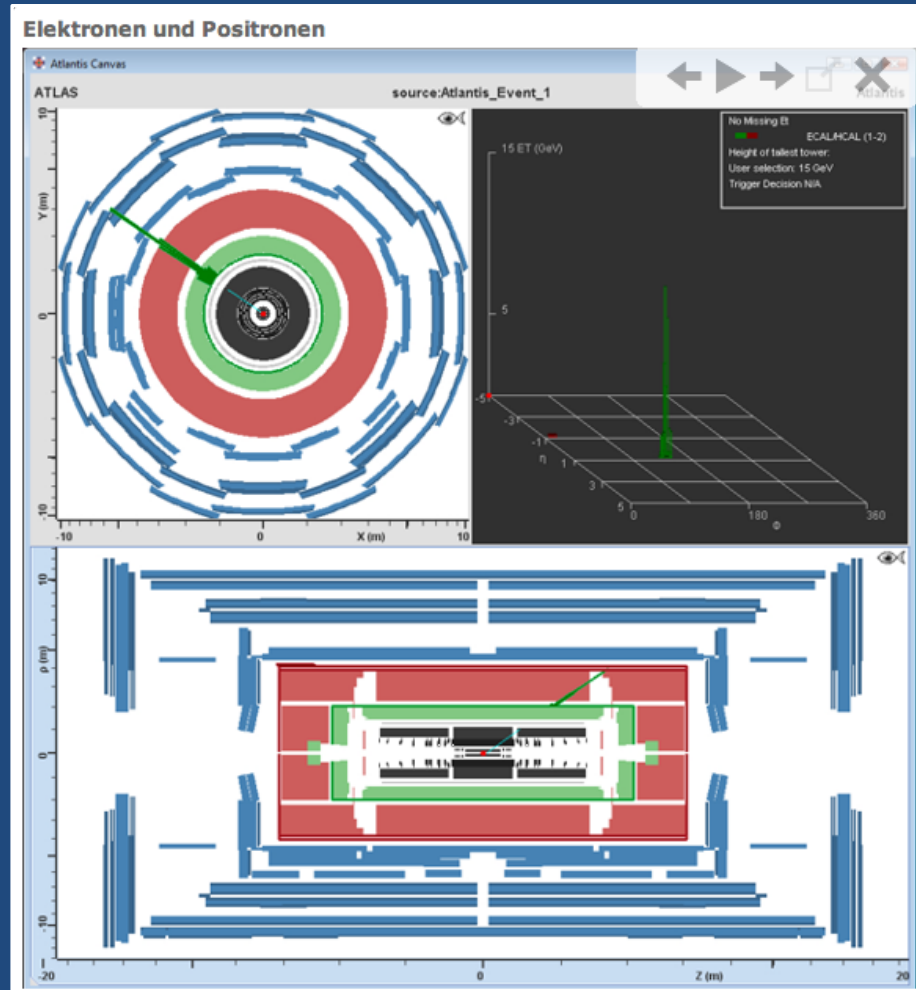 Elektronen und Positronen
Atlantis Canvas
ATLAS source:Atlantis_Event_1 Atlantis
10
Y (m)
0
-10
-10 0 X (m) 10
No Missing Et
ECAL/HCAL (1-2)
Height of tallest tower:
User selection: 15 GeV
Trigger Decision N/A
15 ET (GeV)
5
-5
-3
-1
η
1
3
5
0 180 360
Φ
10
ρ (m)
0
-10
-20 0 Z (m) 20